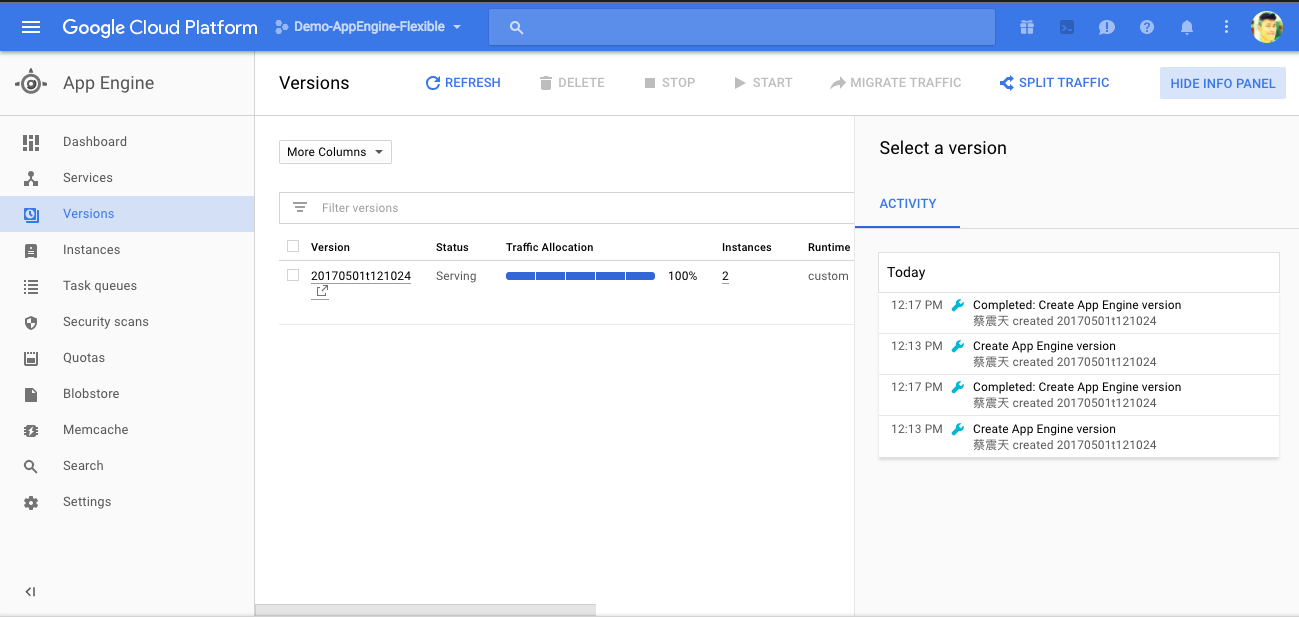 Google Cloud Platform
Demo-AppEngine-Flexible
App Engine
Versions
REFRESH
DELETE
STOP
START
MIGRATE TRAFFIC
SPLIT TRAFFIC
HIDE INFO PANEL
Dashboard
Services
Versions
Instances
Task queues
Security scans
Quotas
Blobstore
Memcache
Search
Settings
More Columns
Filter versions
Version Status Traffic Allocation Instances Runtime
20170501t121024 Serving 100% 2 custom
Select a version
ACTIVITY
Today
12:17 PM Completed: Create App Engine version
蔡震天 created 20170501t121024
12:13 PM Create App Engine version
蔡震天 created 20170501t121024
12:17 PM Completed: Create App Engine version
蔡震天 created 20170501t121024
12:13 PM Create App Engine version
蔡震天 created 20170501t121024